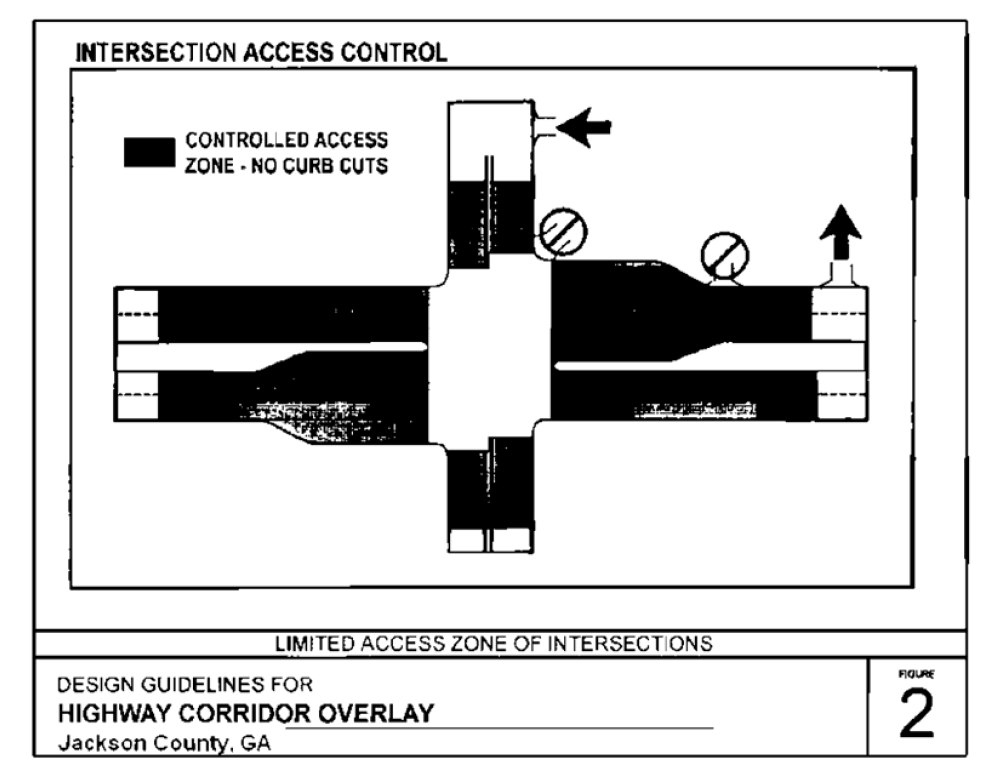 INTERSECTION ACCESS CONTROL
CONTROLLED ACCESS
ZONE - NO CURB CUTS
LIMITED ACCESS ZONE OF INTERSECTIONS
DESIGN GUIDELINES FOR
HIGHWAY CORRIDOR OVERLAY
Jackson County, GA
FIGURE
2